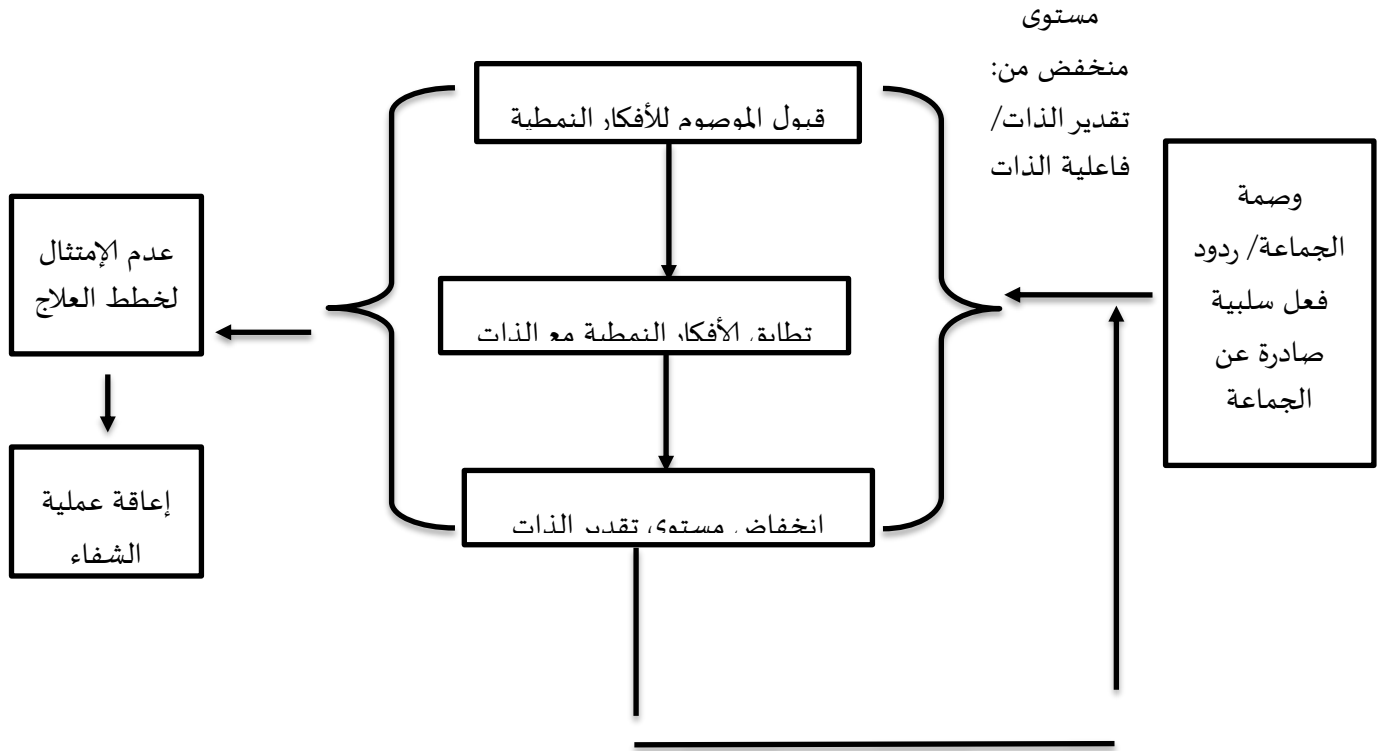 مستوى
منخفض من:
تقدير الذات/
فاعلية الذات
وصمة
الجماعة/ ردود
فعل سلبية
صادرة عن
الجماعة
قبول الموصوم للأفكار النمطية
تطابق الأفكار النمطية مع الذات
انخفاض مستوى تقدير الذات
عدم الإمتثال
لخطط العلاج
إعاقة عملية
الشفاء